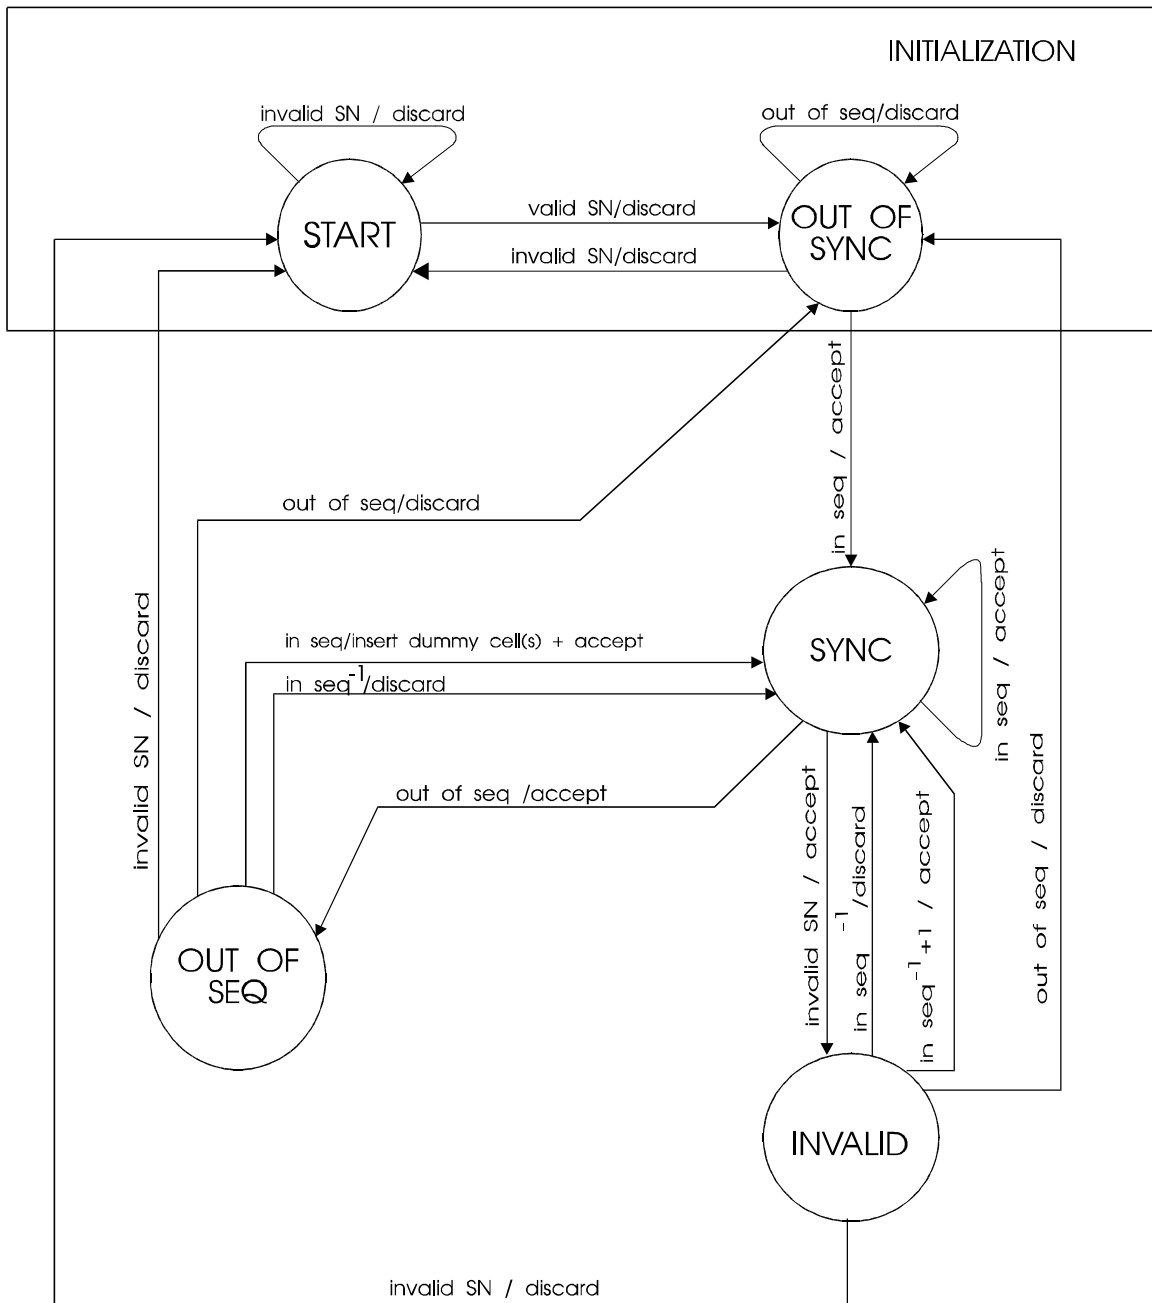 INITIALIZATION
invalid SN / discard
out of seq/discard
START
valid SN/discard
OUT OF
SYNC
invalid SN/discard
in seq / accept
out of seq/discard
in seq / accept
invalid SN / discard
in seq/insert dummy cell(s) + accept
SYNC
in seq⁻¹/discard
out of seq / discard
out of seq /accept
invalid SN / accept
in seq ⁻¹/discard
in seq⁻¹+1 / accept
OUT OF
SEQ
INVALID
invalid SN / discard